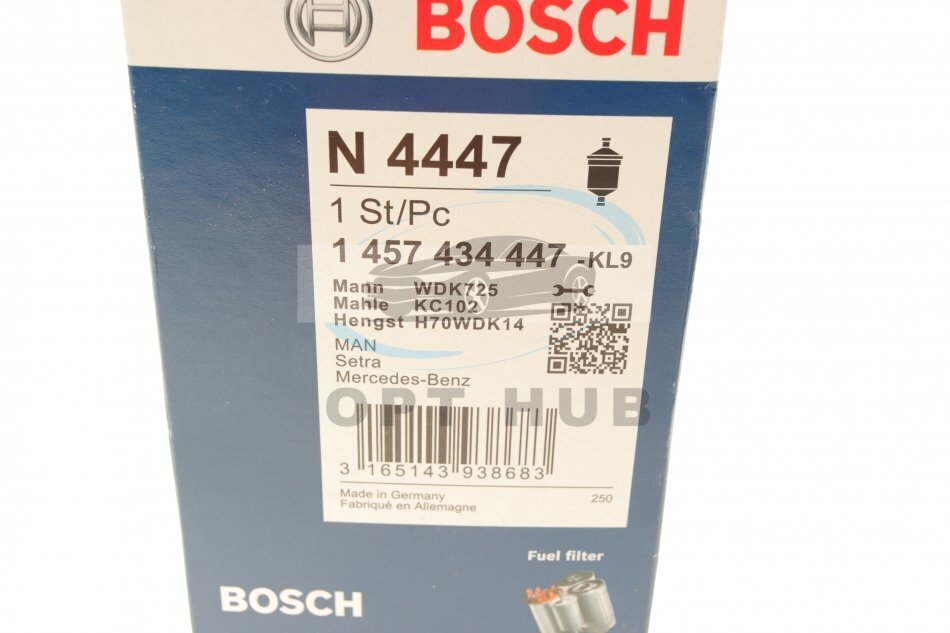 BOSCH
N 4447
1 St/Pc
1 457 434 447 -KL9
Mann WDK725
Mahle KC102
Hengst H70WDK14
MAN
Setra
Mercedes-Benz
OPT HUB
3 165143 938683
Made in Germany 250
Fabriqué en Allemagne
Fuel filter
BOSCH